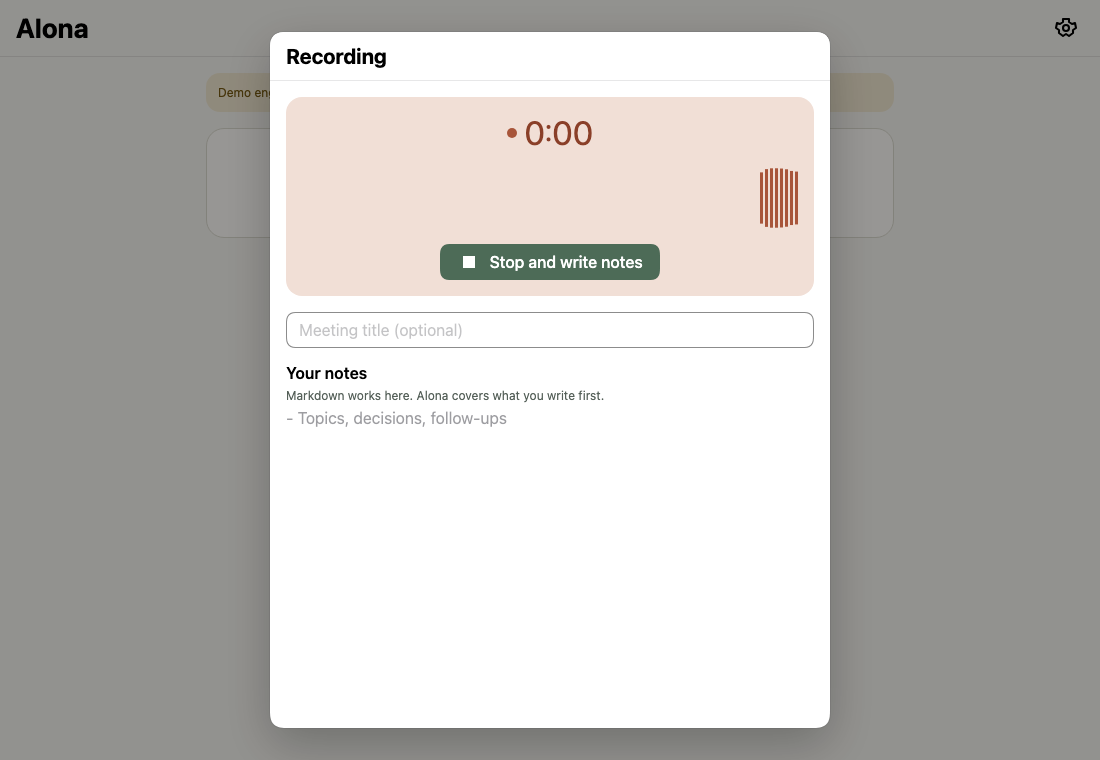 Alona
Demo
Recording
0:00
Stop and write notes
Meeting title (optional)
Your notes
Markdown works here. Alona covers what you write first.
- Topics, decisions, follow-ups